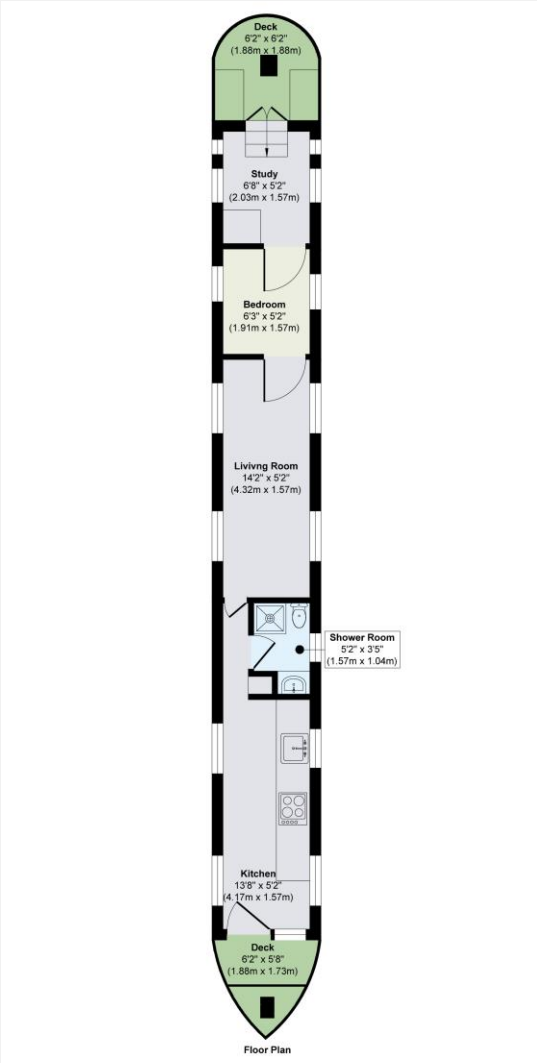 Deck
6'2" x 6'2"
(1.88m x 1.88m)
Study
6'8" x 5'2"
(2.03m x 1.57m)
Bedroom
6'3" x 5'2"
(1.91m x 1.57m)
Livivng Room
14'2" x 5'2"
(4.32m x 1.57m)
Shower Room
5'2" x 3'5"
(1.57m x 1.04m)
Kitchen
13'8" x 5'2"
(4.17m x 1.57m)
Deck
6'2" x 5'8"
(1.88m x 1.73m)
Floor Plan